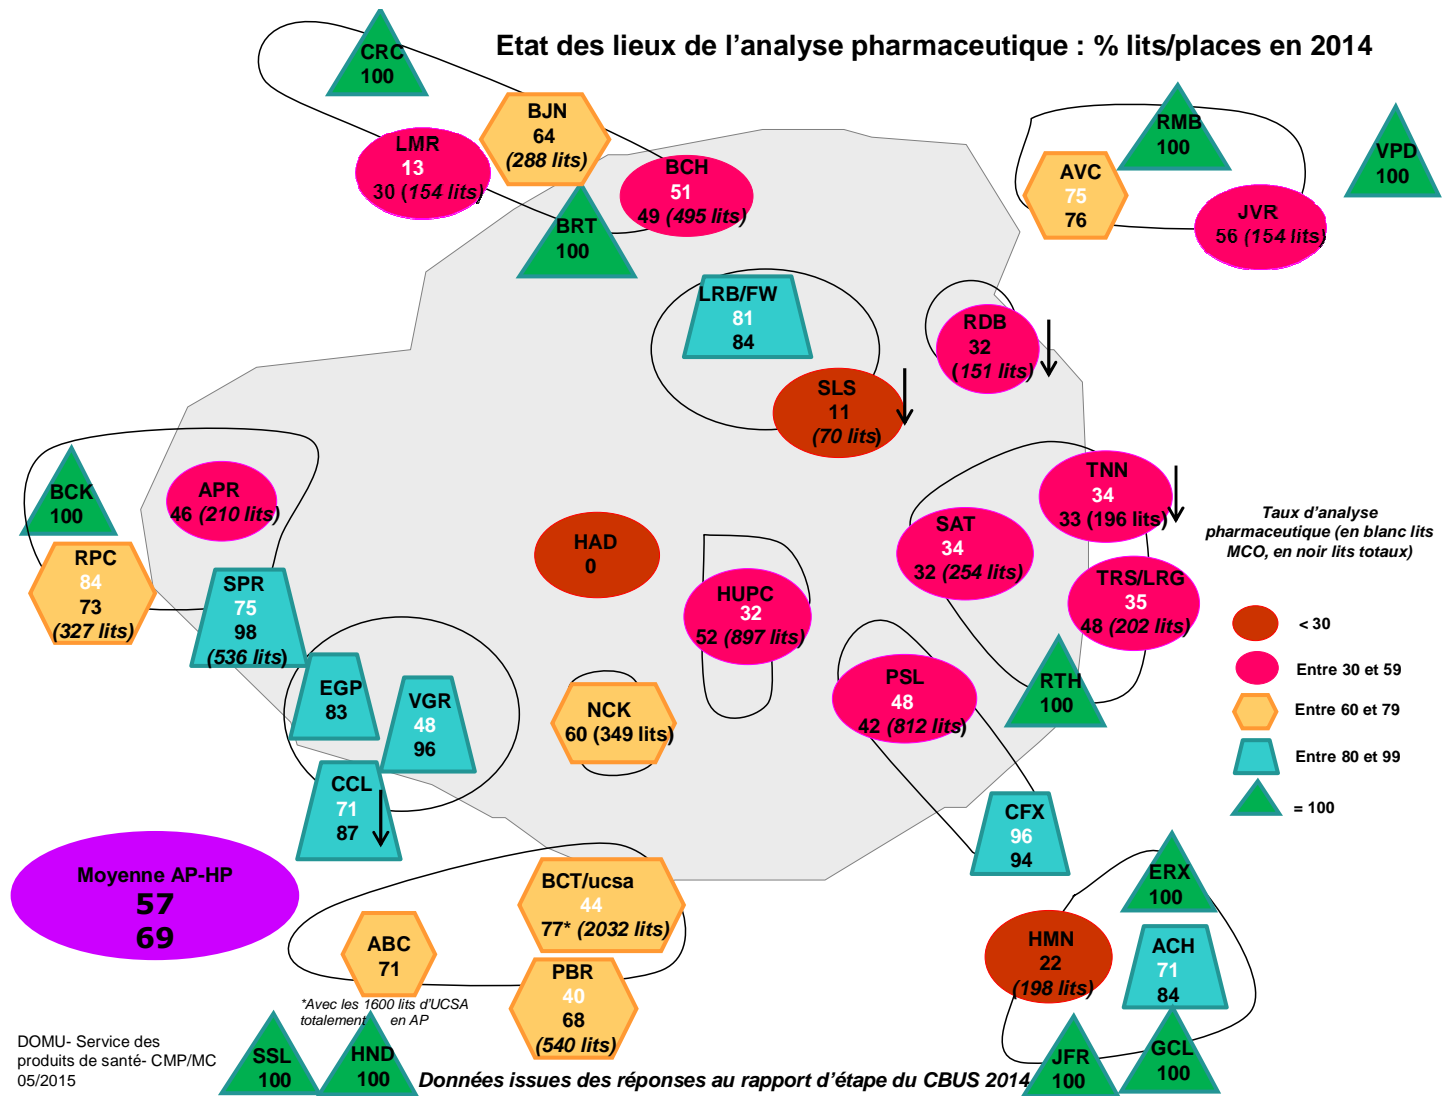 Etat des lieux de l’analyse pharmaceutique : % lits/places en 2014
CRC
100
BJN
64
(288 lits)
LMR
13
30 (154 lits)
BCH
51
49 (495 lits)
BRT
100
RMB
100
VPD
100
AVC
75
76
JVR
56 (154 lits)
LRB/FW
81
84
RDB
32
(151 lits)
SLS
11
(70 lits)
BCK
100
APR
46 (210 lits)
RPC
84
73
(327 lits)
SPR
75
98
(536 lits)
HAD
0
HUPC
32
52 (897 lits)
SAT
34
32 (254 lits)
TNN
34
33 (196 lits)
TRS/LRG
35
48 (202 lits)
RTH
100
EGP
83
VGR
48
96
CCL
71
87
NCK
60 (349 lits)
PSL
48
42 (812 lits)
CFX
96
94
Taux d’analyse
pharmaceutique (en blanc lits
MCO, en noir lits totaux)
< 30
Entre 30 et 59
Entre 60 et 79
Entre 80 et 99
= 100
Moyenne AP-HP
57
69
BCT/ucsa
44
77* (2032 lits)
ABC
71
PBR
40
68
(540 lits)
*Avec les 1600 lits d’UCSA
totalement en AP
ERX
100
HMN
22
(198 lits)
ACH
71
84
JFR
100
GCL
100
SSL
100
HND
100
DOMU- Service des
produits de santé- CMP/MC
05/2015
Données issues des réponses au rapport d’étape du CBUS 2014